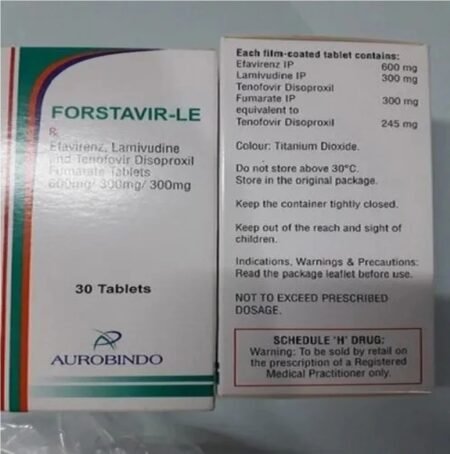 FORSTAVIR-LE
Rx
Efavirenz, Lamivudine
and Tenofovir Disoproxil
Fumarate Tablets
600mg/ 300mg/ 300mg
30 Tablets
AUROBINDO
Each film-coated tablet contains:
Efavirenz IP 600 mg
Lamivudine IP 300 mg
Tenofovir Disoproxil
Fumarate IP 300 mg
equivalent to
Tenofovir Disoproxil 245 mg
Colour: Titanium Dioxide.
Do not store above 30°C.
Store in the original package.
Keep the container tightly closed.
Keep out of the reach and sight of
children.
Indications, Warnings & Precautions:
Read the package leaflet before use.
NOT TO EXCEED PRESCRIBED
DOSAGE.
SCHEDULE 'H' DRUG:
Warning: To be sold by retail on
the prescription of a Registered
Medical Practitioner only.